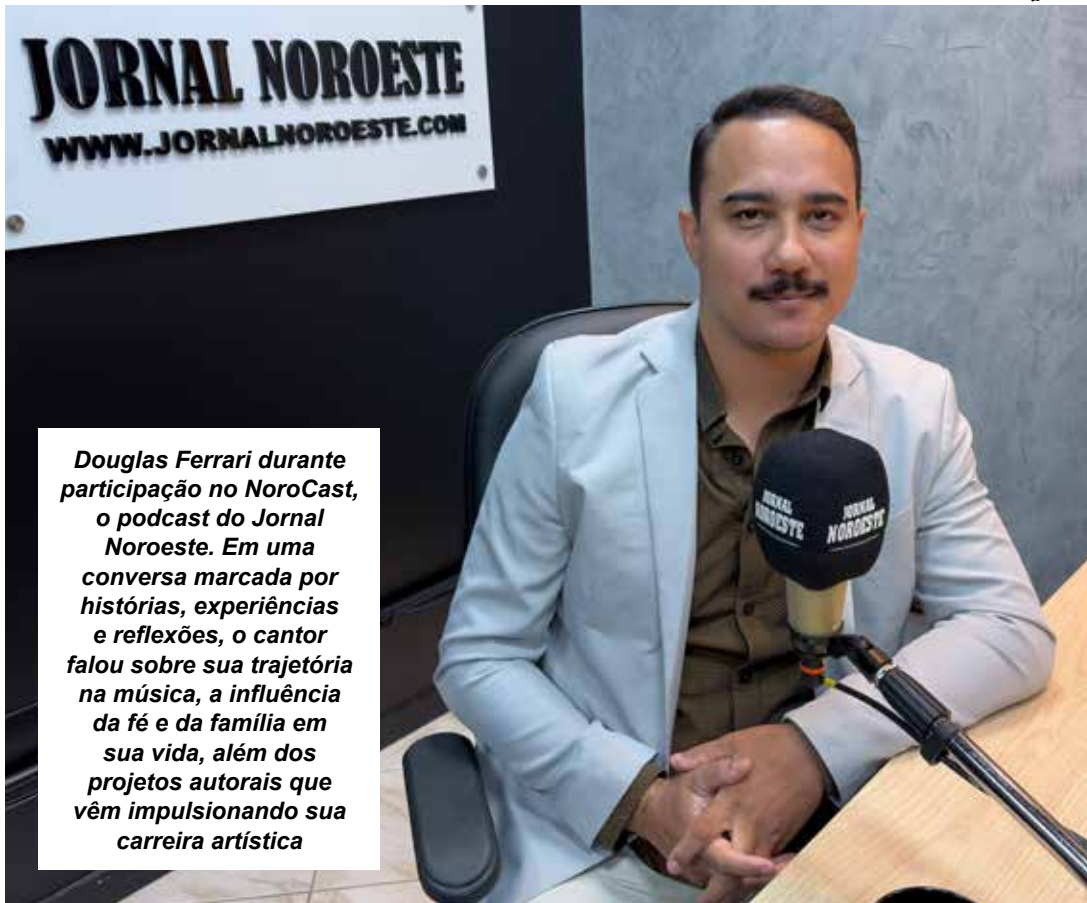 JORNAL NOROESTE
WWW.JORNALNOROESTE.COM
Douglas Ferrari durante
participação no NoroCast,
o podcast do Jornal
Noroeste. Em uma
conversa marcada por
histórias, experiências
e reflexões, o cantor
falou sobre sua trajetória
na música, a influência
da fé e da família em
sua vida, além dos
projetos autorais que
vêm impulsionando sua
carreira artística
JORNAL
NOROESTE
JORNAL
NOROESTE